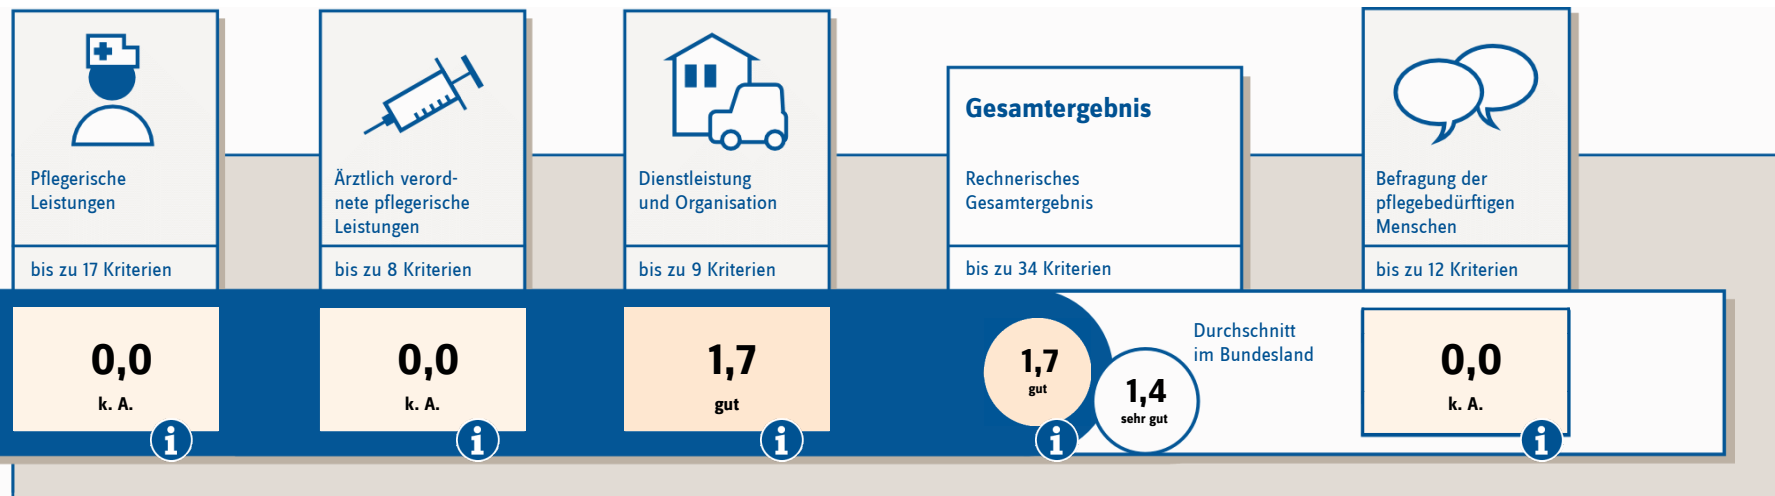 Pflegerische
Leistungen
bis zu 17 Kriterien
0,0
k. A.
i
Ärztlich verord-
nete pflegerische
Leistungen
bis zu 8 Kriterien
0,0
k. A.
i
Dienstleistung
und Organisation
bis zu 9 Kriterien
1,7
gut
i
Gesamtergebnis
Rechnerisches
Gesamtergebnis
bis zu 34 Kriterien
1,7
gut
i
1,4
sehr gut
Durchschnitt
im Bundesland
Befragung der
pflegebedürftigen
Menschen
bis zu 12 Kriterien
0,0
k. A.
i